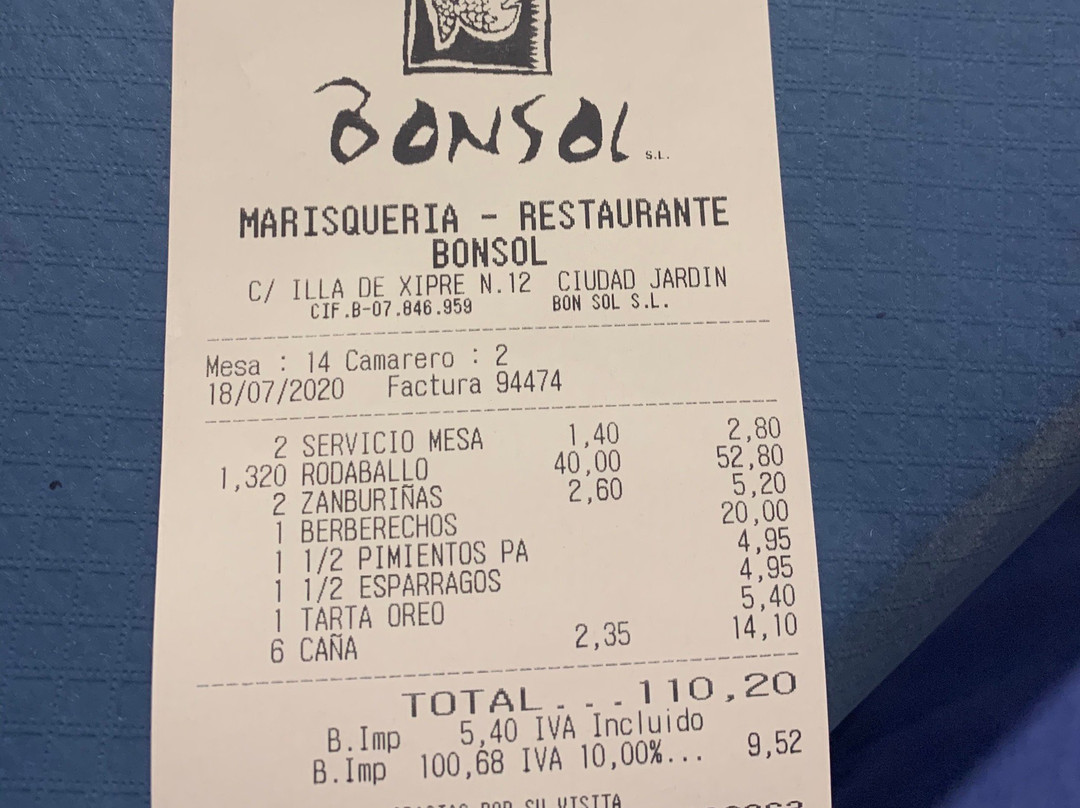 BONSOL S.L.
MARISQUERIA - RESTAURANTE
BONSOL
C/ ILLA DE XIPRE N.12 CIUDAD JARDIN
CIF.B-07.846.959 BON SOL S.L.
Mesa : 14 Camarero : 2
18/07/2020 Factura 94474
2 SERVICIO MESA 1,40 2,80
1,320 RODABALLO 40,00 52,80
2 ZANBURIÑAS 2,60 5,20
1 BERBERECHOS 20,00
1 1/2 PIMIENTOS PA 4,95
1 1/2 ESPARRAGOS 4,95
1 TARTA OREO 5,40
6 CAÑA 2,35 14,10
TOTAL...110,20
B.Imp 5,40 IVA Incluido
B.Imp 100,68 IVA 10,00%... 9,52
POR SU VISITA